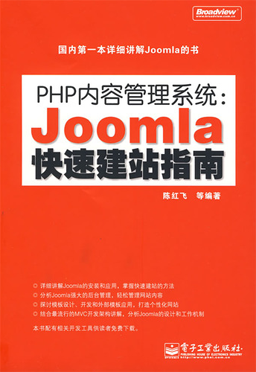 Broadview
国内第一本详细讲解Joomla的书
PHP内容管理系统：
Joomla
快速建站指南
陈红飞 等编著
详细讲解Joomla的安装和应用，掌握快速建站的方法
分析Joomla强大的后台管理，轻松管理网站内容
探讨模板设计、开发和外部模板应用，打造个性化网站
结合最流行的MVC开发架构讲解，分析Joomla的设计和工作机制
本书配有相关开发工具供读者免费下载。
电子工业出版社